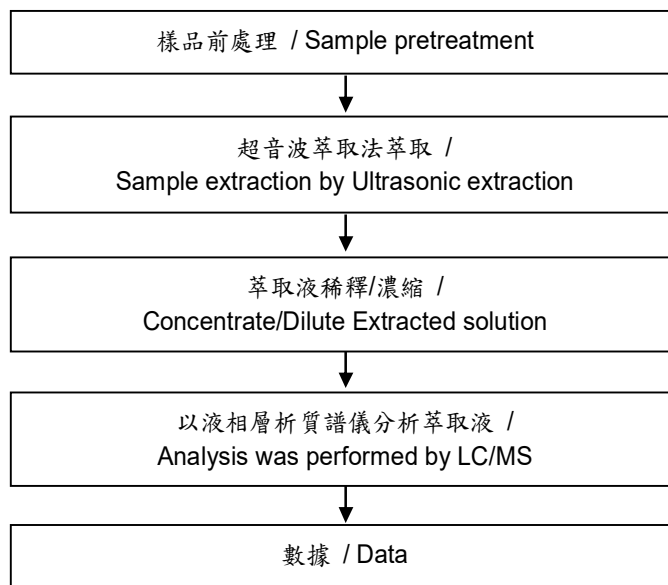 樣品前處理 / Sample pretreatment
超音波萃取法萃取 /
Sample extraction by Ultrasonic extraction
萃取液稀釋/濃縮 /
Concentrate/Dilute Extracted solution
以液相層析質譜儀分析萃取液 /
Analysis was performed by LC/MS
數據 / Data